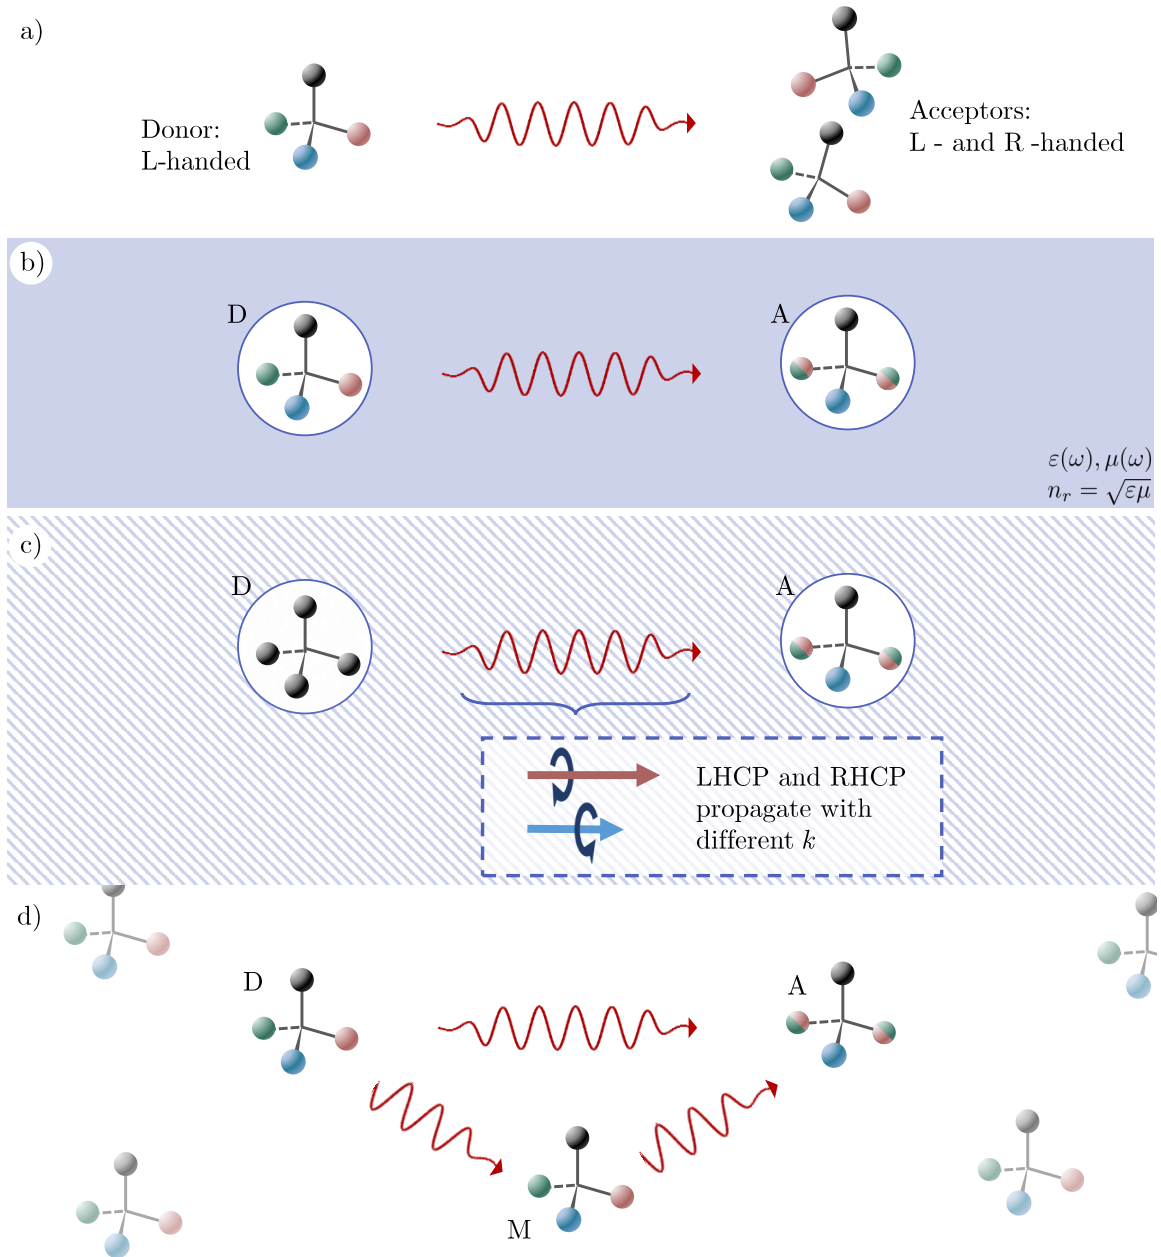 a)
Donor:
L-handed
Acceptors:
L - and R -handed
b)
D
A
ε(ω), μ(ω)
n_r = √εμ
c)
D
A
LHCP and RHCP
propagate with
different k
d)
D
A
M